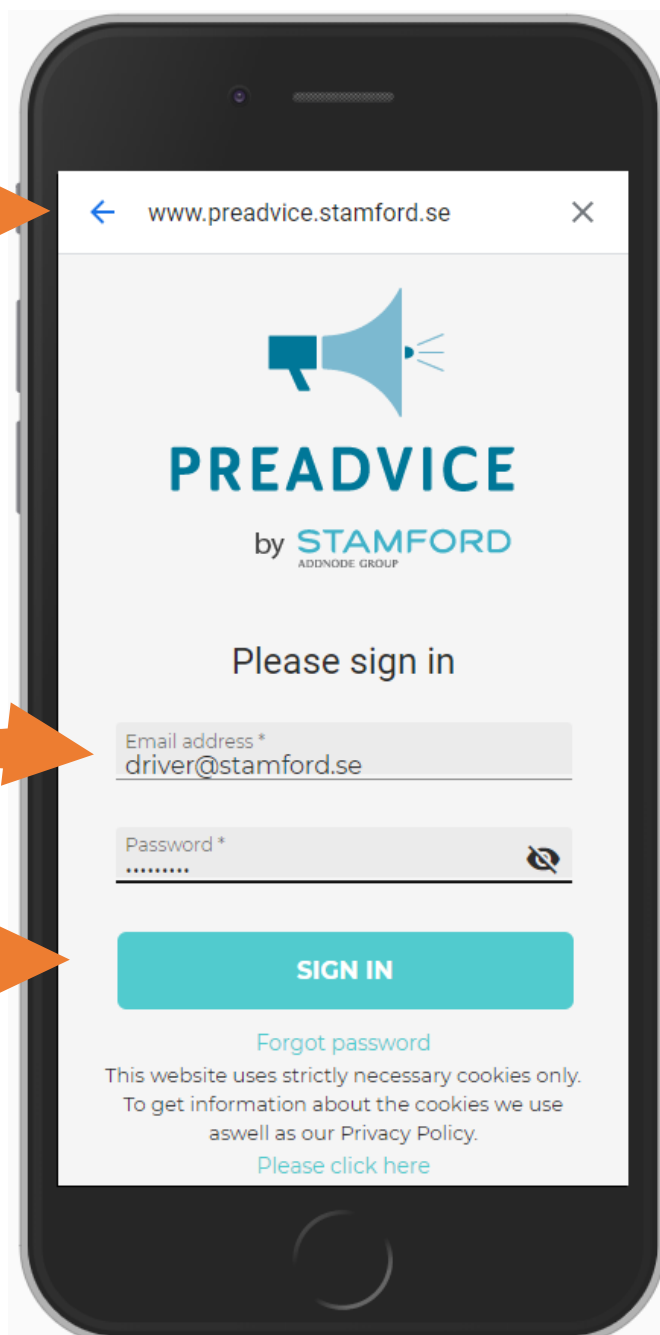 www.preadvice.stamford.se
PREADVICE
by STAMFORD
ADDNODE GROUP
Please sign in
Email address *
driver@stamford.se
Password *
•••••••••
SIGN IN
Forgot password
This website uses strictly necessary cookies only.
To get information about the cookies we use
aswell as our Privacy Policy.
Please click here